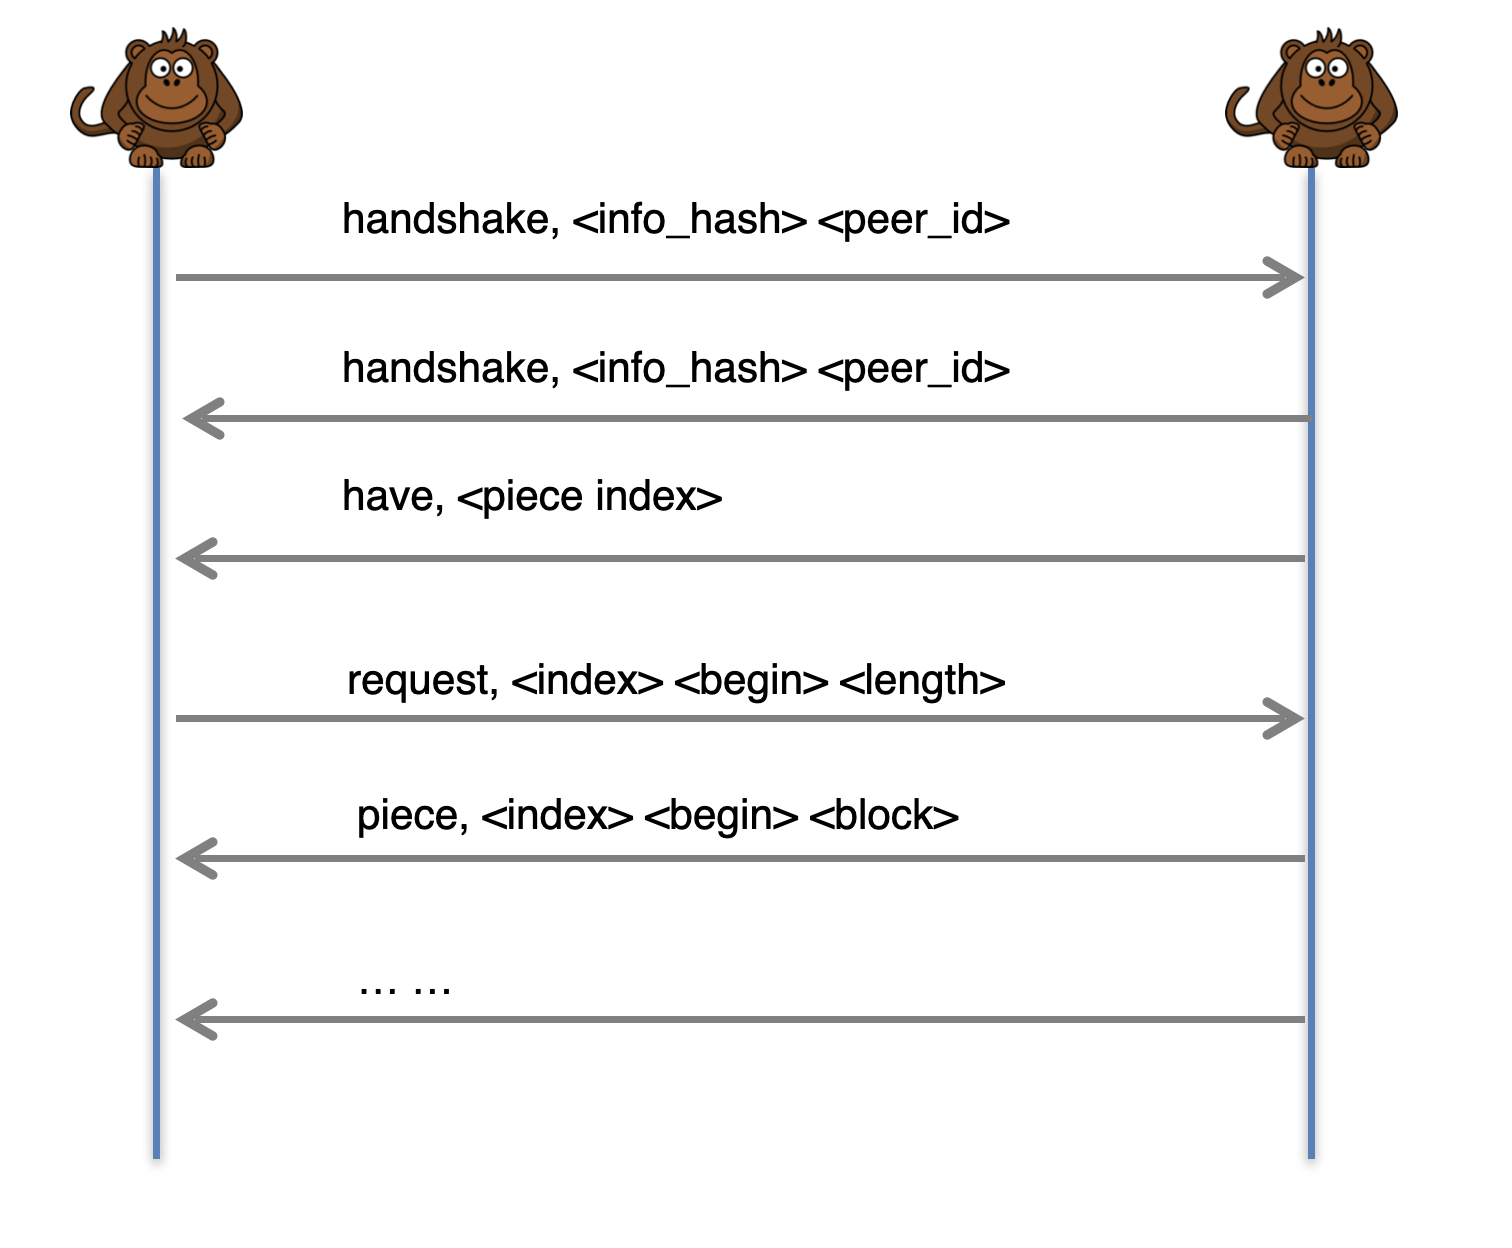 handshake, <info_hash> <peer_id>
handshake, <info_hash> <peer_id>
have, <piece index>
request, <index> <begin> <length>
piece, <index> <begin> <block>
... ...